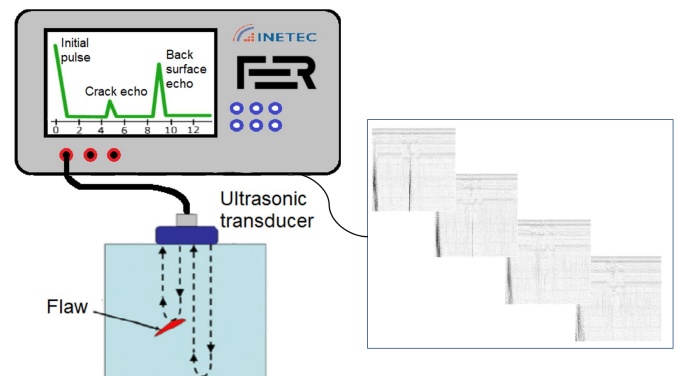 Initial
pulse
Back
surface
echo
Crack echo
0 2 4 6 8 10 12
INETEC
FER
Ultrasonic
transducer
Flaw